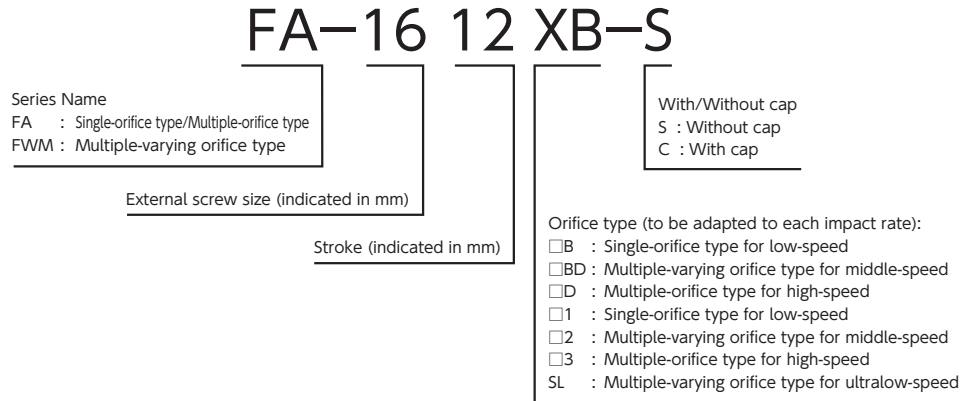 FA-16 12 XB-S
Series Name
FA : Single-orifice type/Multiple-orifice type
FWM : Multiple-varying orifice type
External screw size (indicated in mm)
Stroke (indicated in mm)
With/Without cap
S : Without cap
C : With cap
Orifice type (to be adapted to each impact rate):
□B : Single-orifice type for low-speed
□BD : Multiple-varying orifice type for middle-speed
□D : Multiple-orifice type for high-speed
□1 : Single-orifice type for low-speed
□2 : Multiple-varying orifice type for middle-speed
□3 : Multiple-orifice type for high-speed
SL : Multiple-varying orifice type for ultralow-speed